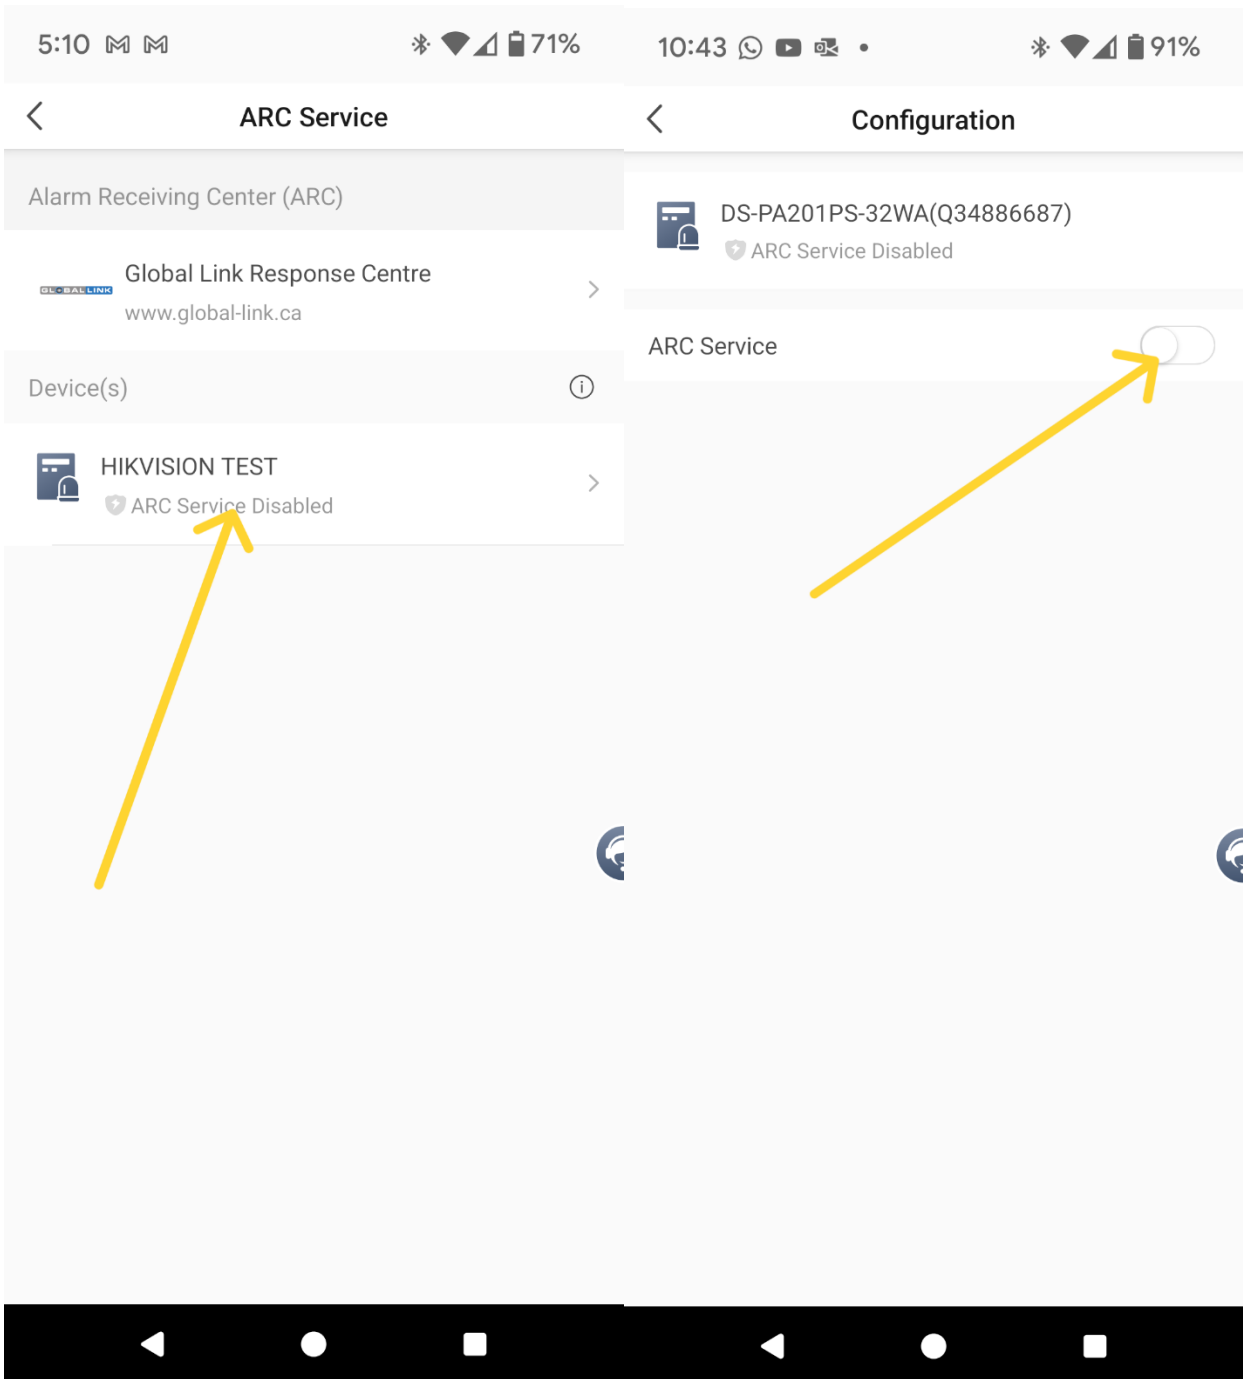 5:10
71%
ARC Service
Alarm Receiving Center (ARC)
GLOBALLINK
Global Link Response Centre
www.global-link.ca
Device(s)
HIKVISION TEST
ARC Service Disabled
10:43
91%
Configuration
DS-PA201PS-32WA(Q34886687)
ARC Service Disabled
ARC Service